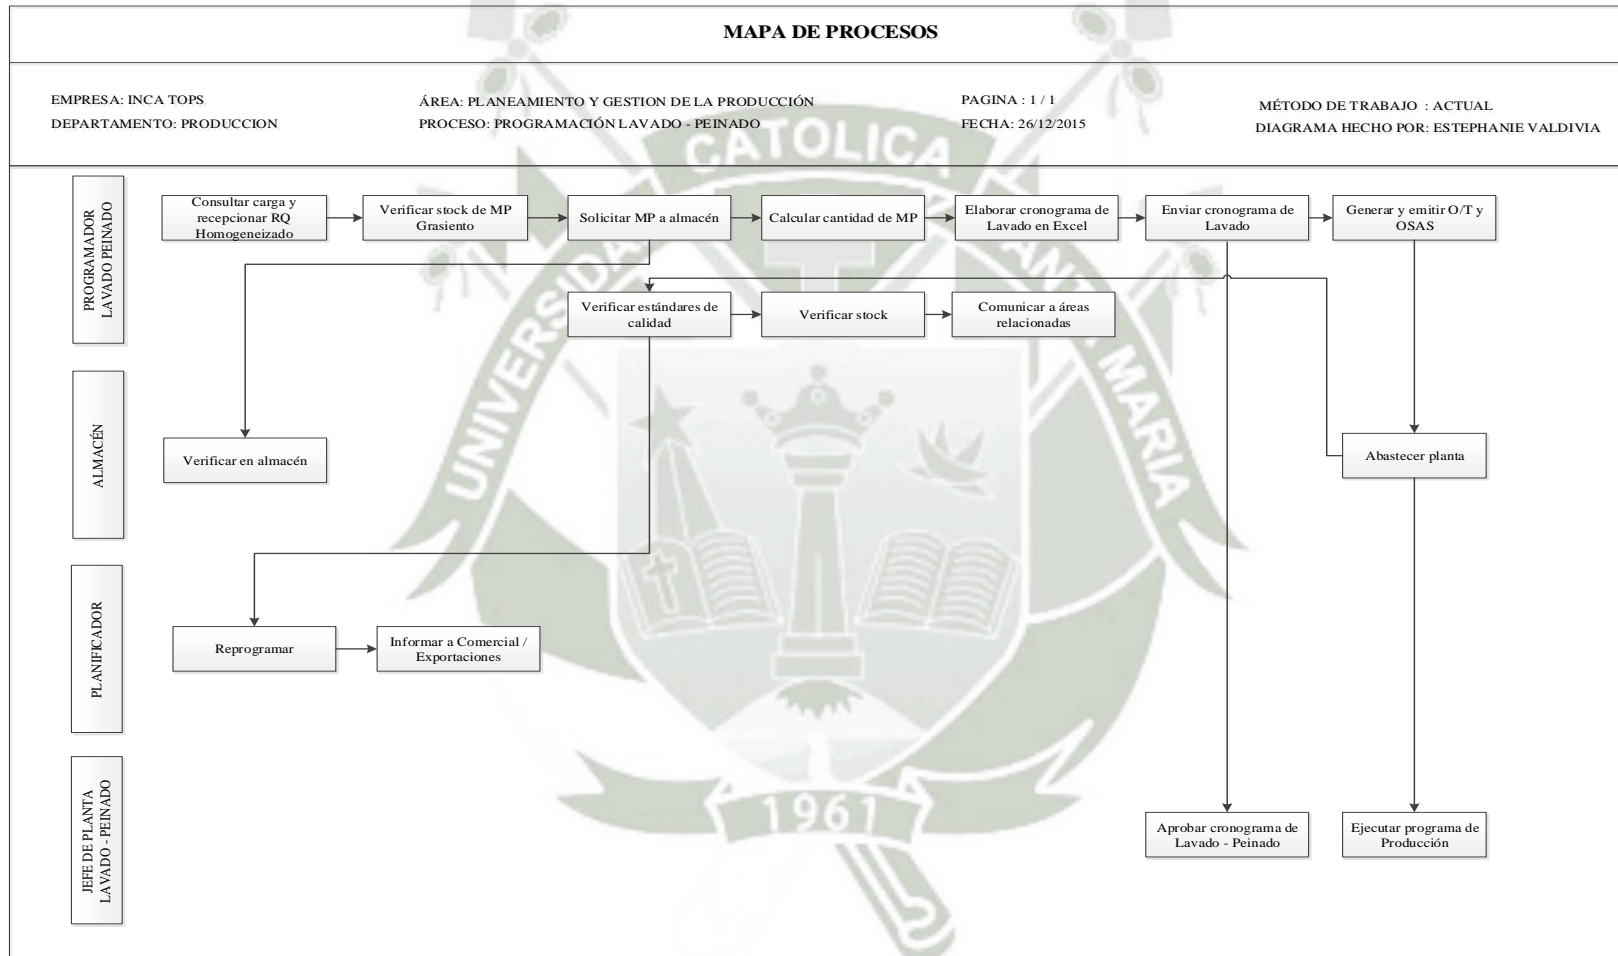 MAPA DE PROCESOS
EMPRESA: INCA TOPS
DEPARTAMENTO: PRODUCCION
ÁREA: PLANEAMIENTO Y GESTION DE LA PRODUCCIÓN
PROCESO: PROGRAMACIÓN LAVADO - PEINADO
PAGINA : 1 / 1
FECHA: 26/12/2015
MÉTODO DE TRABAJO : ACTUAL
DIAGRAMA HECHO POR: ESTEPHANIE VALDIVIA
PROGRAMADOR
LAVADO PEINADO
Consultar carga y
recepcionar RQ
Homogeneizado
Verificar stock de MP
Grasiento
Solicitar MP a almacén
Calcular cantidad de MP
Elaborar cronograma de
Lavado en Excel
Enviar cronograma de
Lavado
Generar y emitir O/T y
OSAS
Verificar estándares de
calidad
Verificar stock
Comunicar a áreas
relacionadas
ALMACÉN
Verificar en almacén
Abastecer planta
PLANIFICADOR
Reprogramar
Informar a Comercial /
Exportaciones
JEFE DE PLANTA
LAVADO - PEINADO
Aprobar cronograma de
Lavado - Peinado
Ejecutar programa de
Producción
UNIVERSIDAD CATOLICA SANTA MARIA
1961